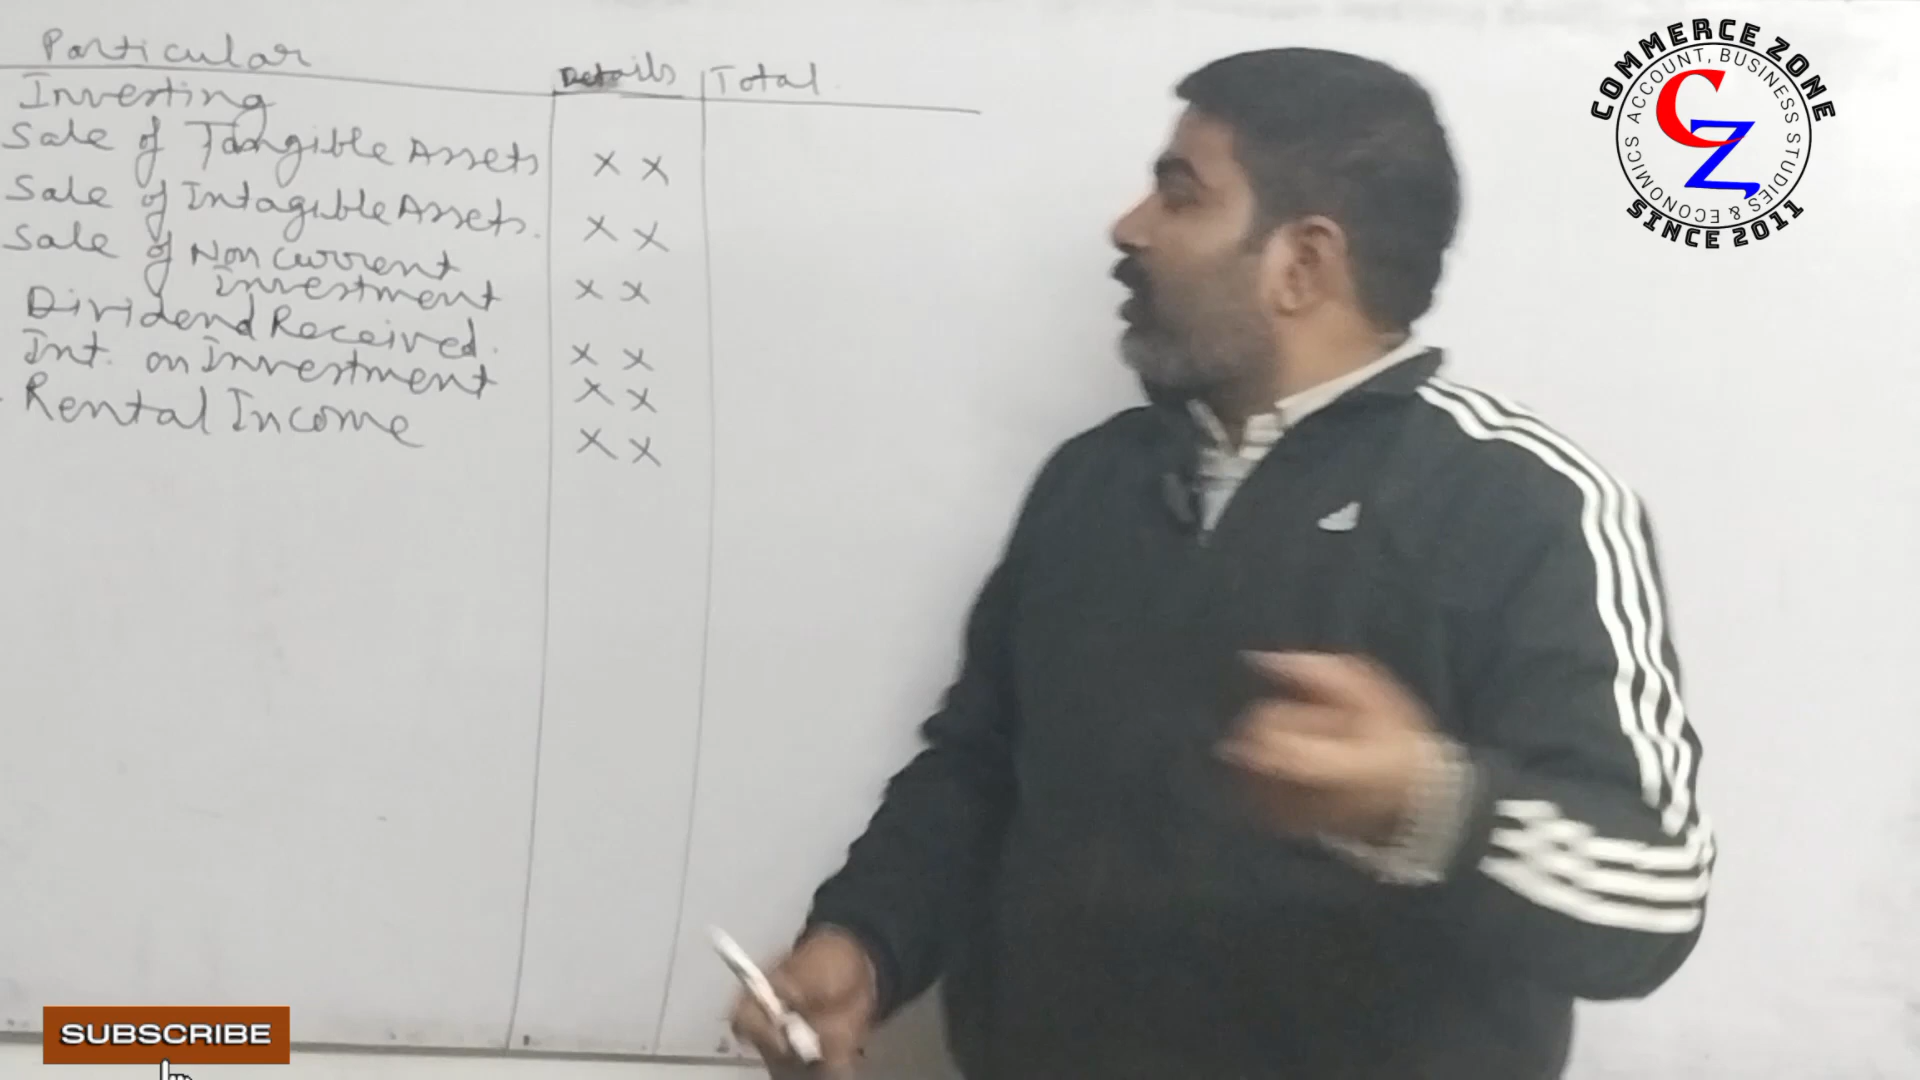 Particular Details Total
Investing
Sale of Tangible Assets x x
Sale of Intagible Assets. x x
Sale of Non current
Investment x x
Dividend Received. x x
Int. on Investment x x
Rental Income x x
COMMERCE ZONE
ACCOUNT, BUSINESS STUDIES & ECONOMICS
CZ
SINCE 2011
SUBSCRIBE